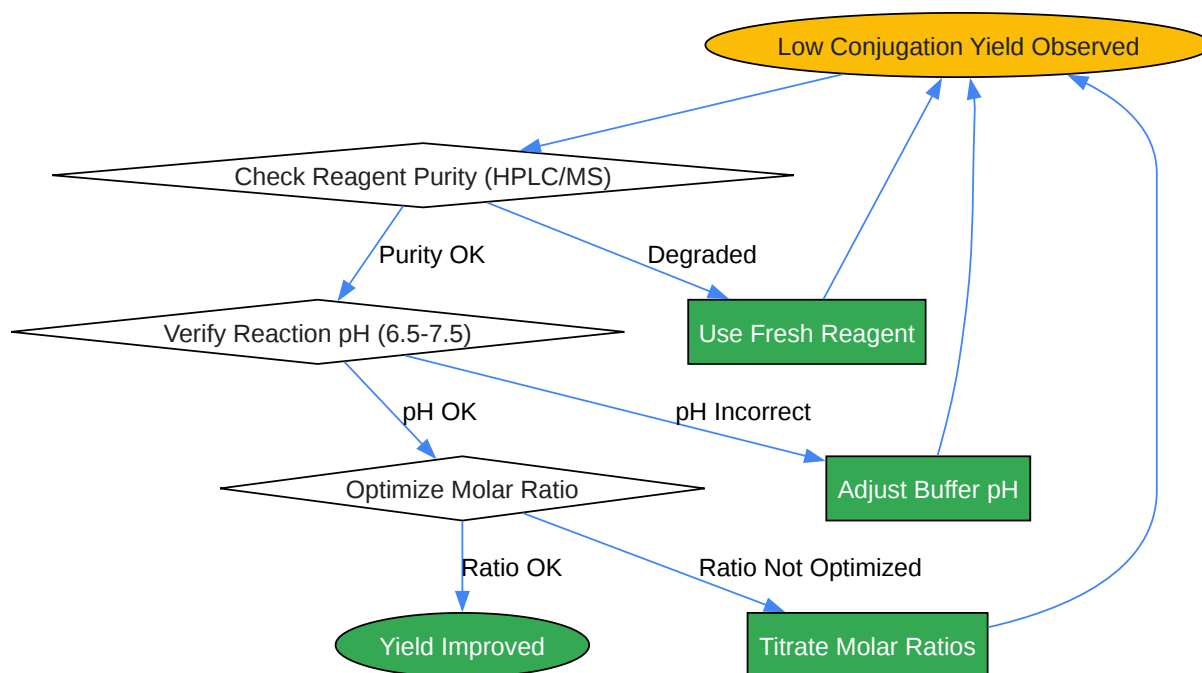 Low Conjugation Yield Observed
Check Reagent Purity (HPLC/MS)
Purity OK
Degraded
Verify Reaction pH (6.5-7.5)
Use Fresh Reagent
pH OK
pH Incorrect
Optimize Molar Ratio
Adjust Buffer pH
Ratio OK
Ratio Not Optimized
Yield Improved
Titrate Molar Ratios